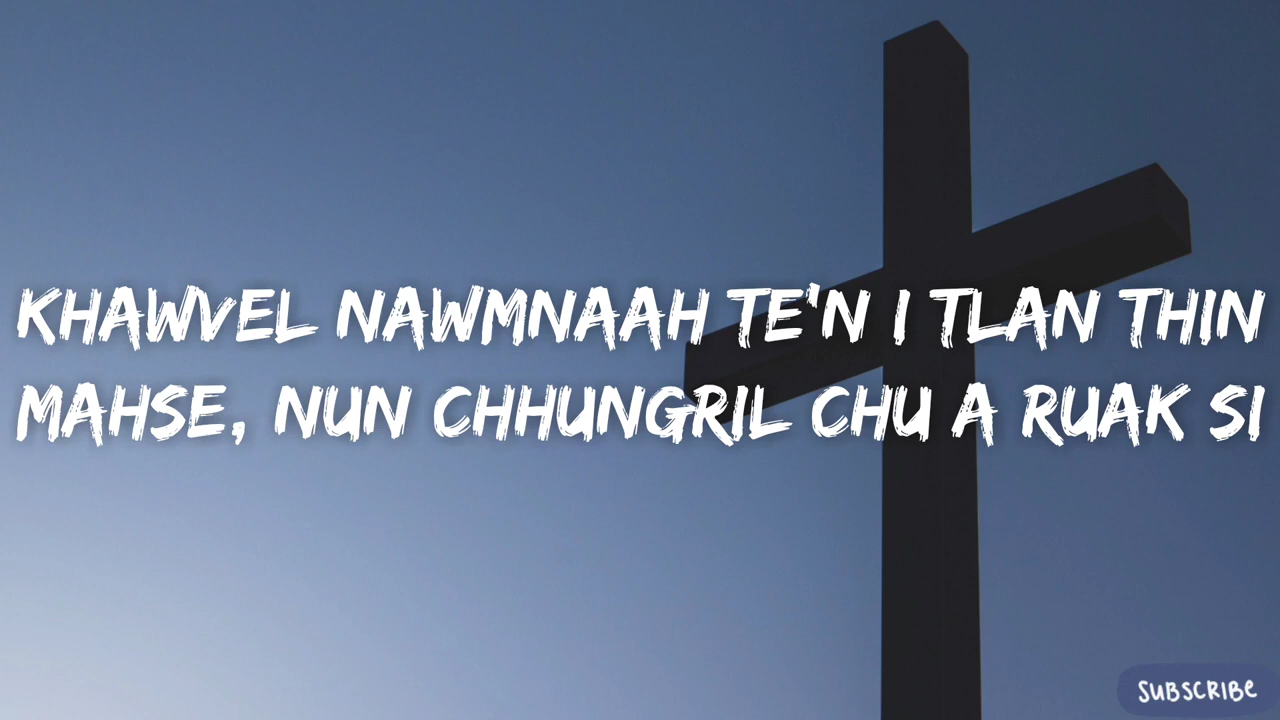 KHAWVEL NAWMNAAH TE'N I TLAN THIN
MAHSE, NUN CHHUNGRIL CHU A RUAK SI
SUBSCRIBE